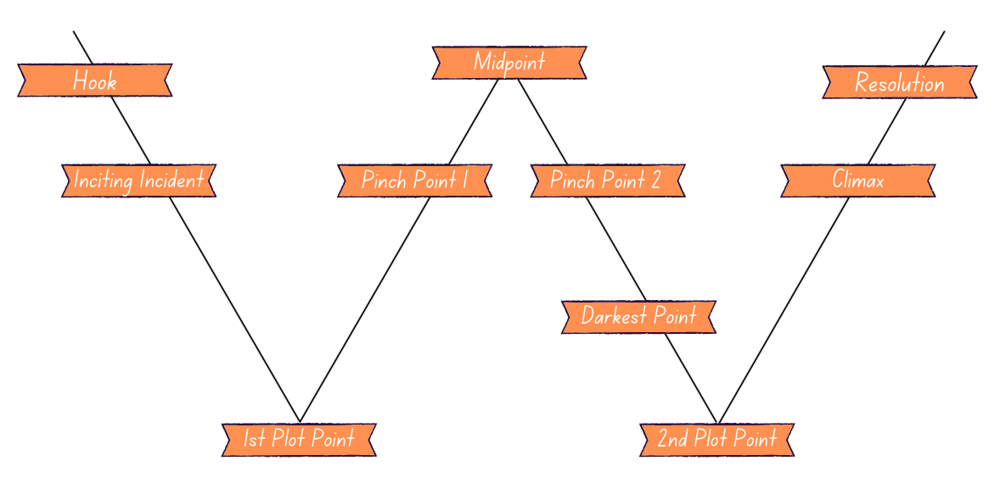 Hook
Inciting Incident
1st Plot Point
Pinch Point 1
Midpoint
Pinch Point 2
Darkest Point
2nd Plot Point
Climax
Resolution